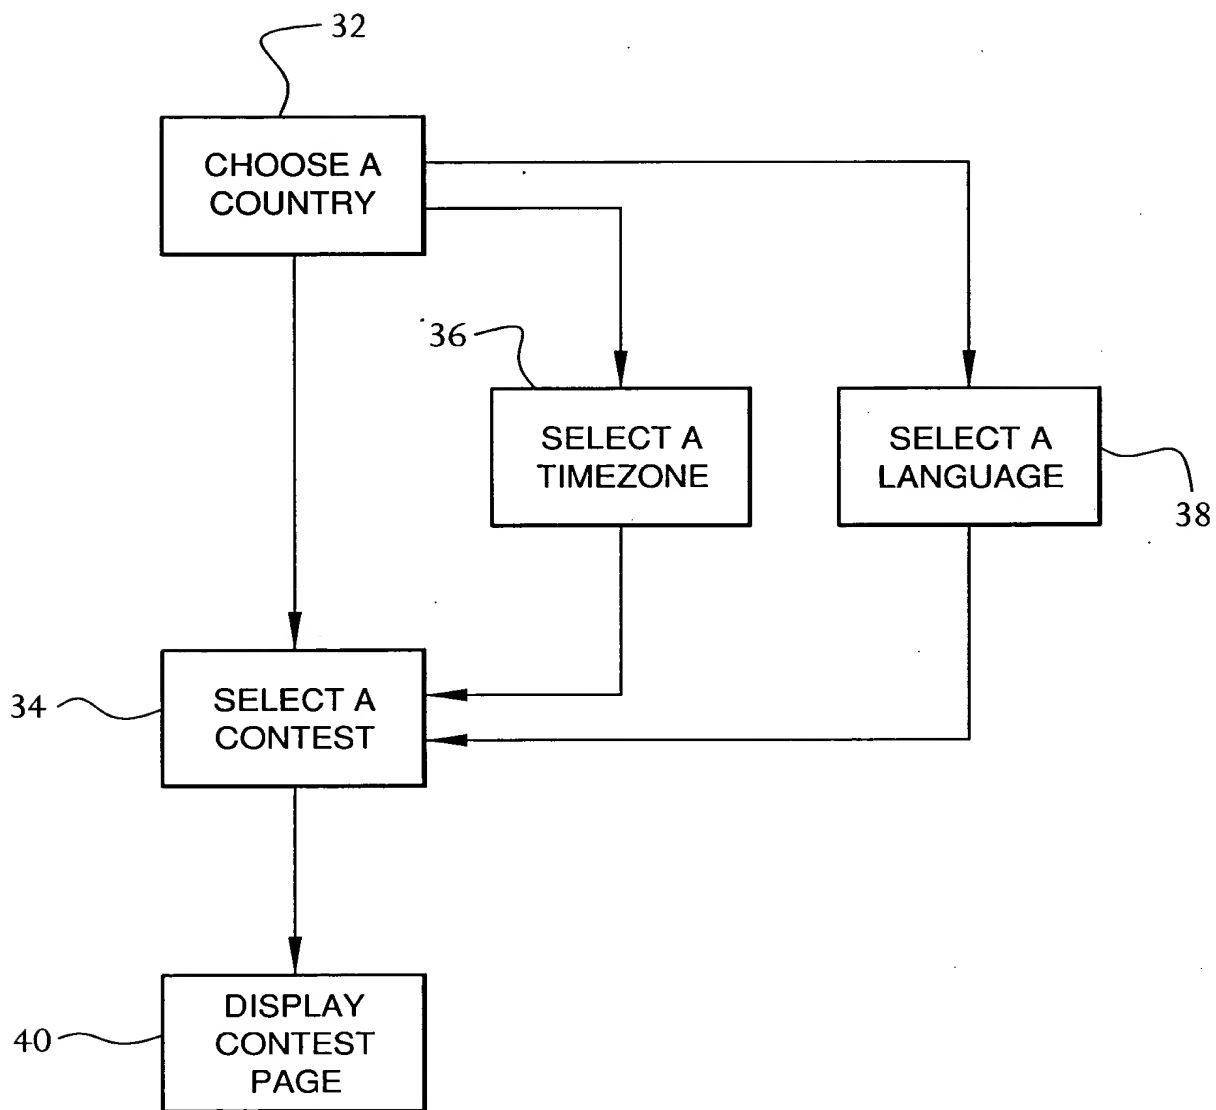 32
CHOOSE A
COUNTRY
36
SELECT A
TIMEZONE
SELECT A
LANGUAGE
38
34
SELECT A
CONTEST
40
DISPLAY
CONTEST
PAGE